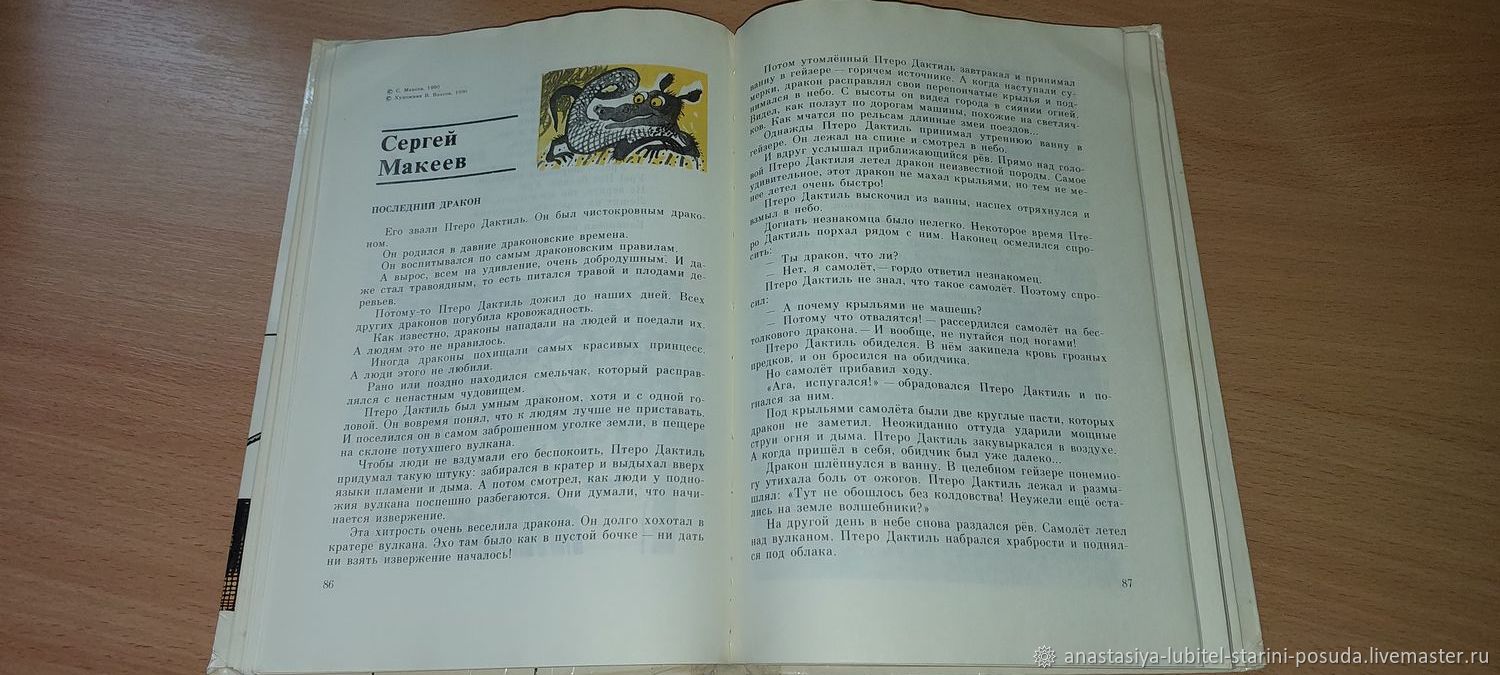 © С. Макеев, 1990
© Художник В. 1990
Сергей
Макеев
ПОСЛЕДНИЙ ДРАКОН
Его звали Птеро Дактиль. Он был чистокровным драко-
ном.
Он родился в давние драконовские времена.
Он воспитывался по самым драконовским правилам.
А вырос, всем на удивление, очень добродушным. И да-
же стал травоядным, то есть питался травой и плодами де-
ревьев.
Потому-то Птеро Дактиль дожил до наших дней. Всех
других драконов погубила кровожадность.
Как известно, драконы нападали на людей и поедали их.
А людям это не нравилось.
Иногда драконы похищали самых красивых принцесс.
А люди этого не любили.
Рано или поздно находился смельчак, который расправ-
лялся с ненастным чудовищем.
Птеро Дактиль был умным драконом, хотя и с одной го-
ловой. Он вовремя понял, что к людям лучше не приставать.
И поселился он в самом заброшенном уголке земли, в пещере
на склоне потухшего вулкана.
Чтобы люди не вздумали его беспокоить, Птеро Дактиль
придумал такую штуку: забирался в кратер и выдыхал вверх
языки пламени и дыма. А потом смотрел, как люди у подно-
жия вулкана поспешно разбегаются. Они думали, что начи-
нается извержение.
Эта хитрость очень веселила дракона. Он долго хохотал в
кратере вулкана. Эхо там было как в пустой бочке — ни дать
ни взять извержение началось!
86
Потом утомлённый Птеро Дактиль завтракал и принимал
ванну в гейзере — горячем источнике. А когда наступали су-
мерки, дракон расправлял свои перепончатые крылья и под-
нимался в небо. С высоты он видел города в сиянии огней.
Видел, как ползут по дорогам машины, похожие на светляч-
ков. Как мчатся по рельсам длинные змеи поездов...
Однажды Птеро Дактиль принимал утреннюю ванну в
гейзере. Он лежал на спине и смотрел в небо.
И вдруг услышал приближающийся рёв. Прямо над голо-
вой Птеро Дактиля летел дракон неизвестной породы. Самое
удивительное, этот дракон не махал крыльями, но тем не ме-
нее летел очень быстро!
Птеро Дактиль выскочил из ванны, наспех отряхнулся и
взмыл в небо.
Догнать незнакомца было нелегко. Некоторое время Пте-
ро Дактиль порхал рядом с ним. Наконец осмелился спро-
сить:
— Ты дракон, что ли?
— Нет, я самолёт, — гордо ответил незнакомец.
Птеро Дактиль не знал, что такое самолёт. Поэтому спро-
сил:
— А почему крыльями не машешь?
— Потому что отвалятся! — рассердился самолёт на бес-
толкового дракона. — И вообще, не путайся под ногами!
Птеро Дактиль обиделся. В нём закипела кровь грозных
предков, и он бросился на обидчика.
Но самолёт прибавил ходу.
«Ага, испугался!» — обрадовался Птеро Дактиль и по-
гнался за ним.
Под крыльями самолёта были две круглые пасти, которых
дракон не заметил. Неожиданно оттуда ударили мощные
струи огня и дыма. Птеро Дактиль закувыркался в воздухе.
А когда пришёл в себя, обидчик был уже далеко...
Дракон шлёпнулся в ванну. В целебном гейзере понемно-
гу утихала боль от ожогов. Птеро Дактиль лежал и размы-
шлял: «Тут не обошлось без колдовства! Неужели ещё оста-
лись на земле волшебники?»
На другой день в небе снова раздался рёв. Самолёт летел
над вулканом. Птеро Дактиль набрался храбрости и поднял-
ся под облака.
87
anastasiya-lubitel-starini-posuda.livemaster.ru